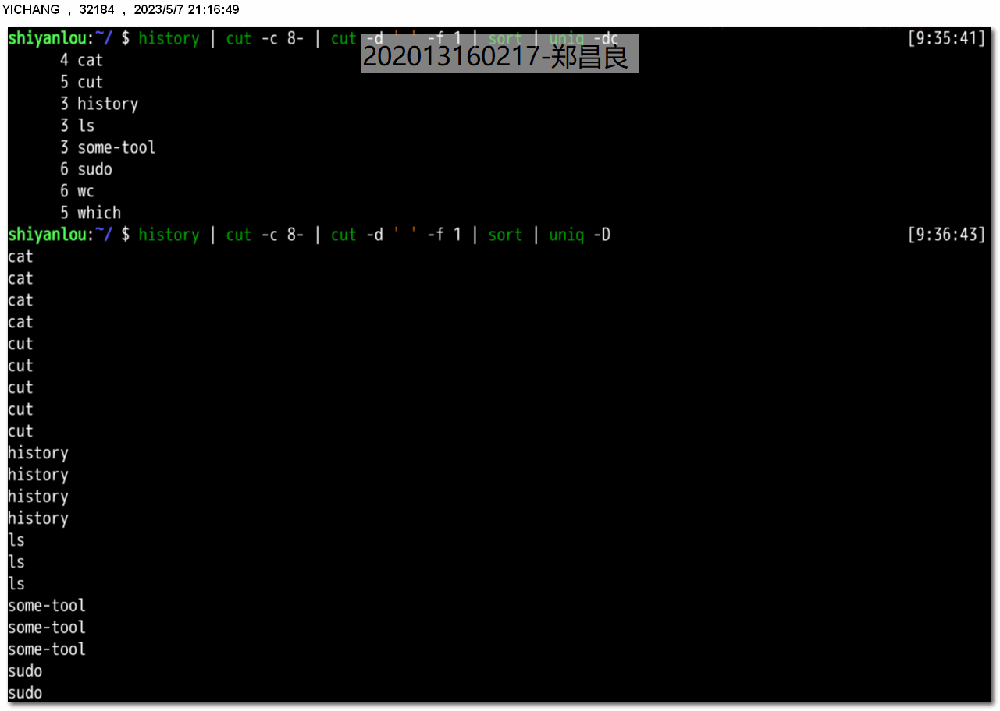 YICHANG , 32184 , 2023/5/7 21:16:49
shiyanlou:~/ $ history | cut -c 8- | cut -d ' ' -f 1 | sort | uniq -dc [9:35:41]
202013160217-郑昌良
4 cat
5 cut
3 history
3 ls
3 some-tool
6 sudo
6 wc
5 which
shiyanlou:~/ $ history | cut -c 8- | cut -d ' ' -f 1 | sort | uniq -D [9:36:43]
cat
cat
cat
cat
cut
cut
cut
cut
cut
history
history
history
history
ls
ls
ls
some-tool
some-tool
some-tool
sudo
sudo